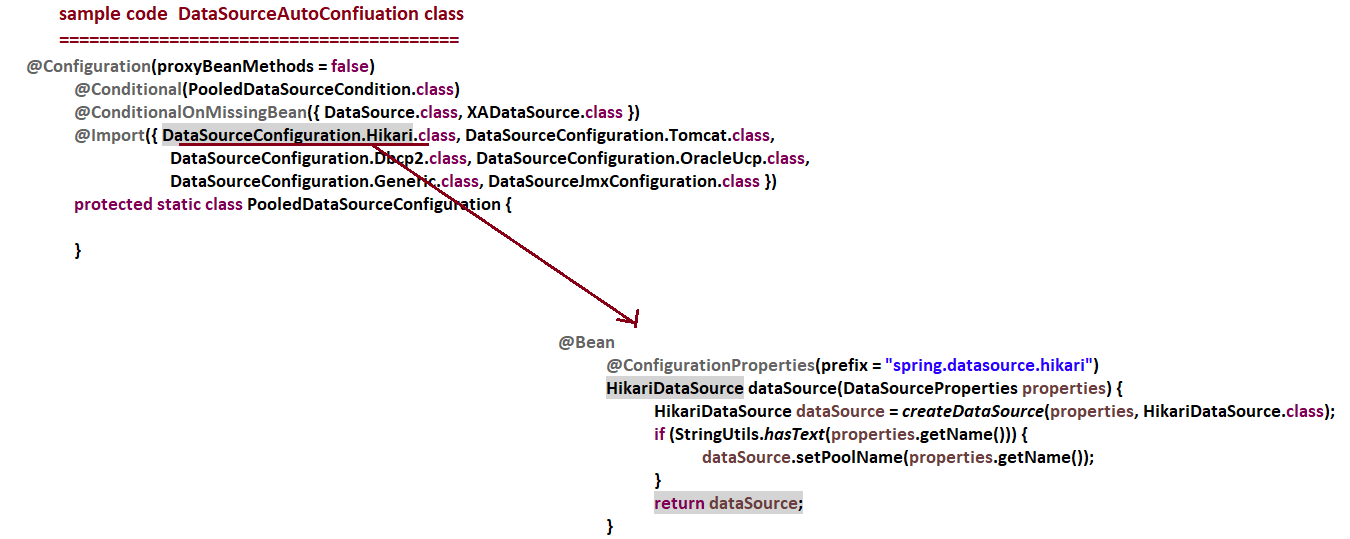 sample code DataSourceAutoConfiuation class
========================================
@Configuration(proxyBeanMethods = false)
@Conditional(PooledDataSourceCondition.class)
@ConditionalOnMissingBean({ DataSource.class, XADataSource.class })
@Import({ DataSourceConfiguration.Hikari.class, DataSourceConfiguration.Tomcat.class,
DataSourceConfiguration.Dbcp2.class, DataSourceConfiguration.OracleUcp.class,
DataSourceConfiguration.Generic.class, DataSourceJmxConfiguration.class })
protected static class PooledDataSourceConfiguration {
}
@Bean
@ConfigurationProperties(prefix = "spring.datasource.hikari")
HikariDataSource dataSource(DataSourceProperties properties) {
HikariDataSource dataSource = createDataSource(properties, HikariDataSource.class);
if (StringUtils.hasText(properties.getName())) {
dataSource.setPoolName(properties.getName());
}
return dataSource;
}